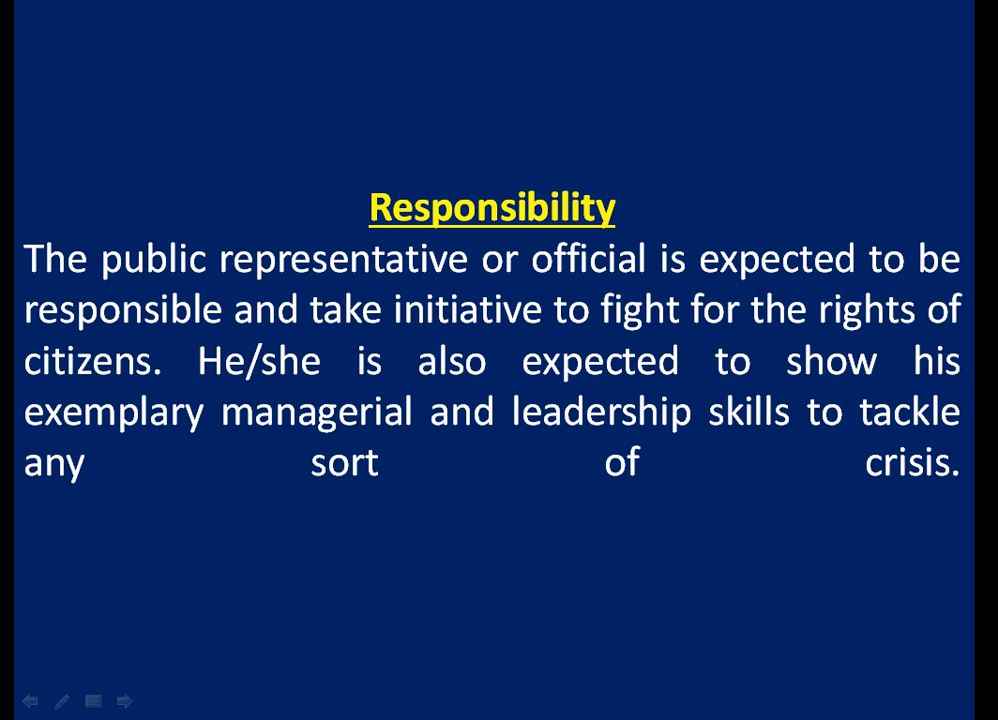 Responsibility
The public representative or official is expected to be
responsible and take initiative to fight for the rights of
citizens. He/she is also expected to show his
exemplary managerial and leadership skills to tackle
any sort of crisis.